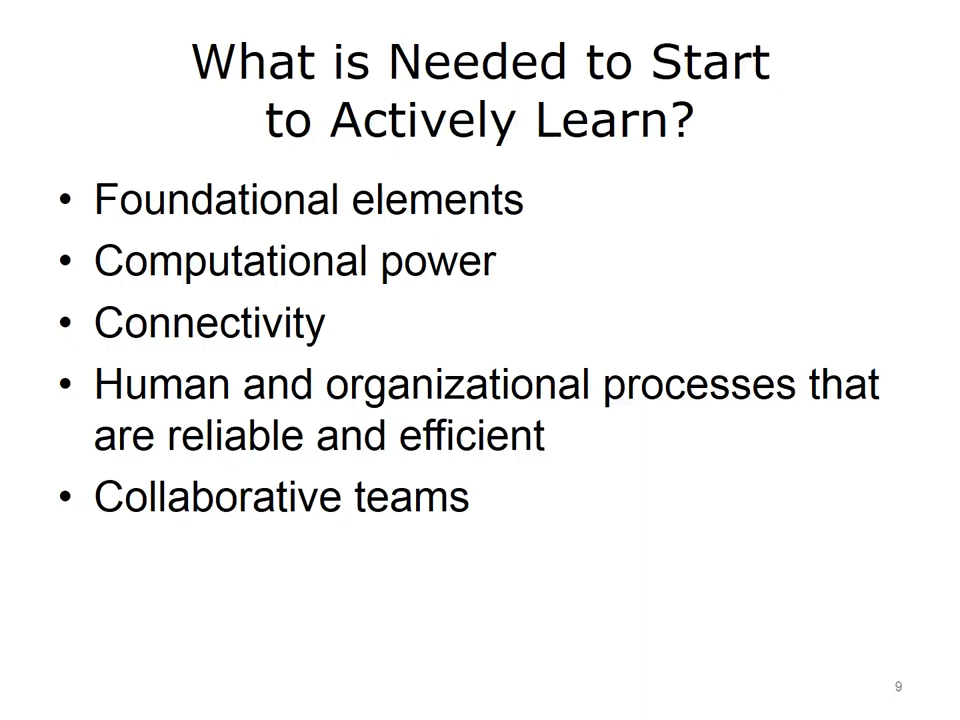 What is Needed to Start
to Actively Learn?
• Foundational elements
• Computational power
• Connectivity
• Human and organizational processes that
are reliable and efficient
• Collaborative teams
9